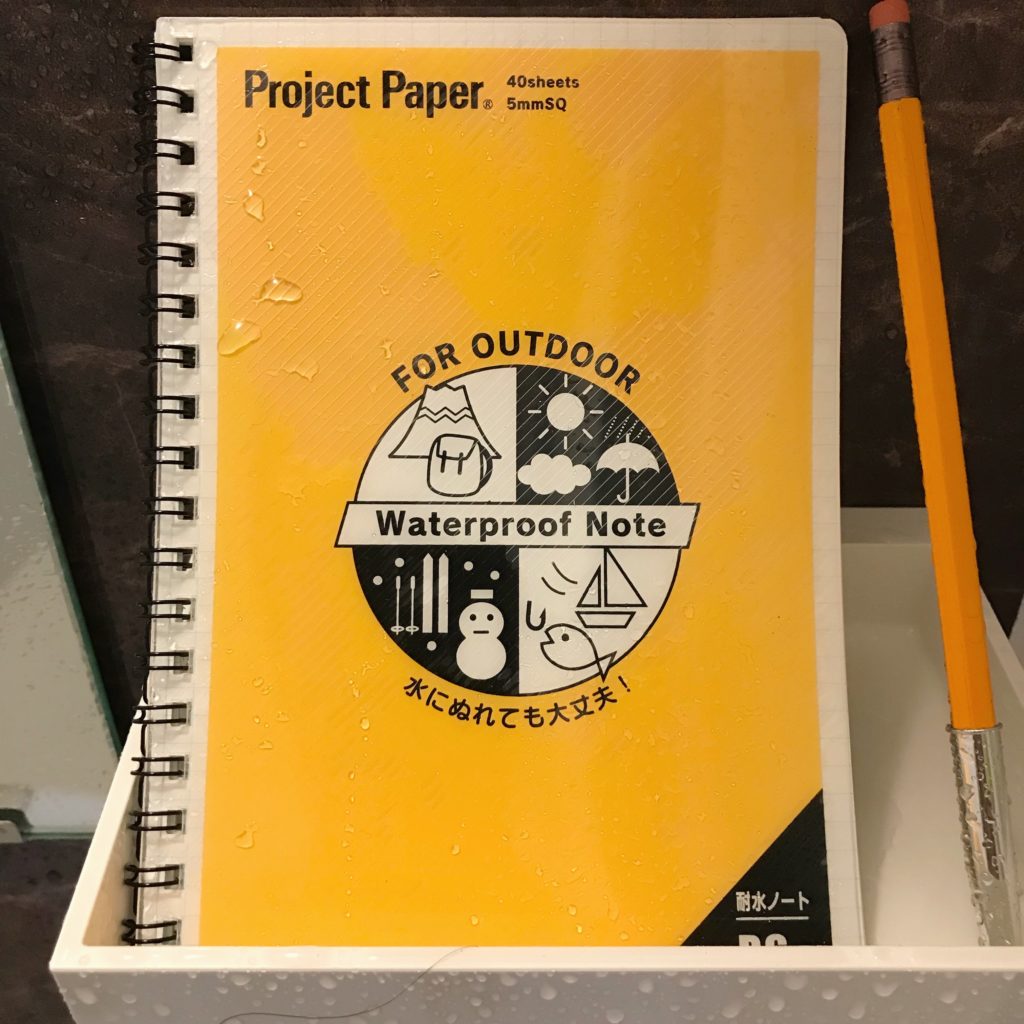 Project Paper®
40sheets
5mmSQ
FOR OUTDOOR
Waterproof Note
水にぬれても大丈夫！
耐水ノート